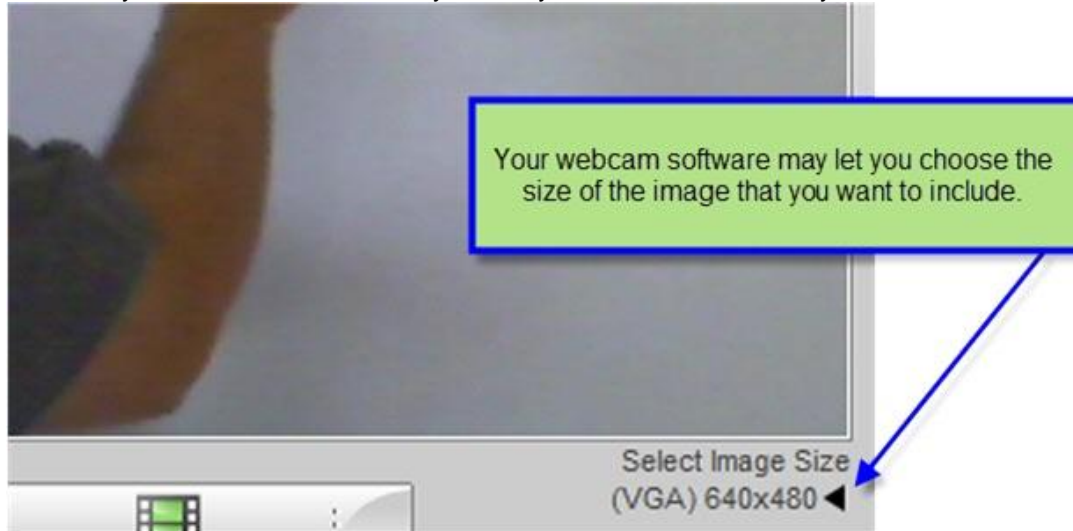 Your webcam software may let you choose the
size of the image that you want to include.
Select Image Size
(VGA) 640x480